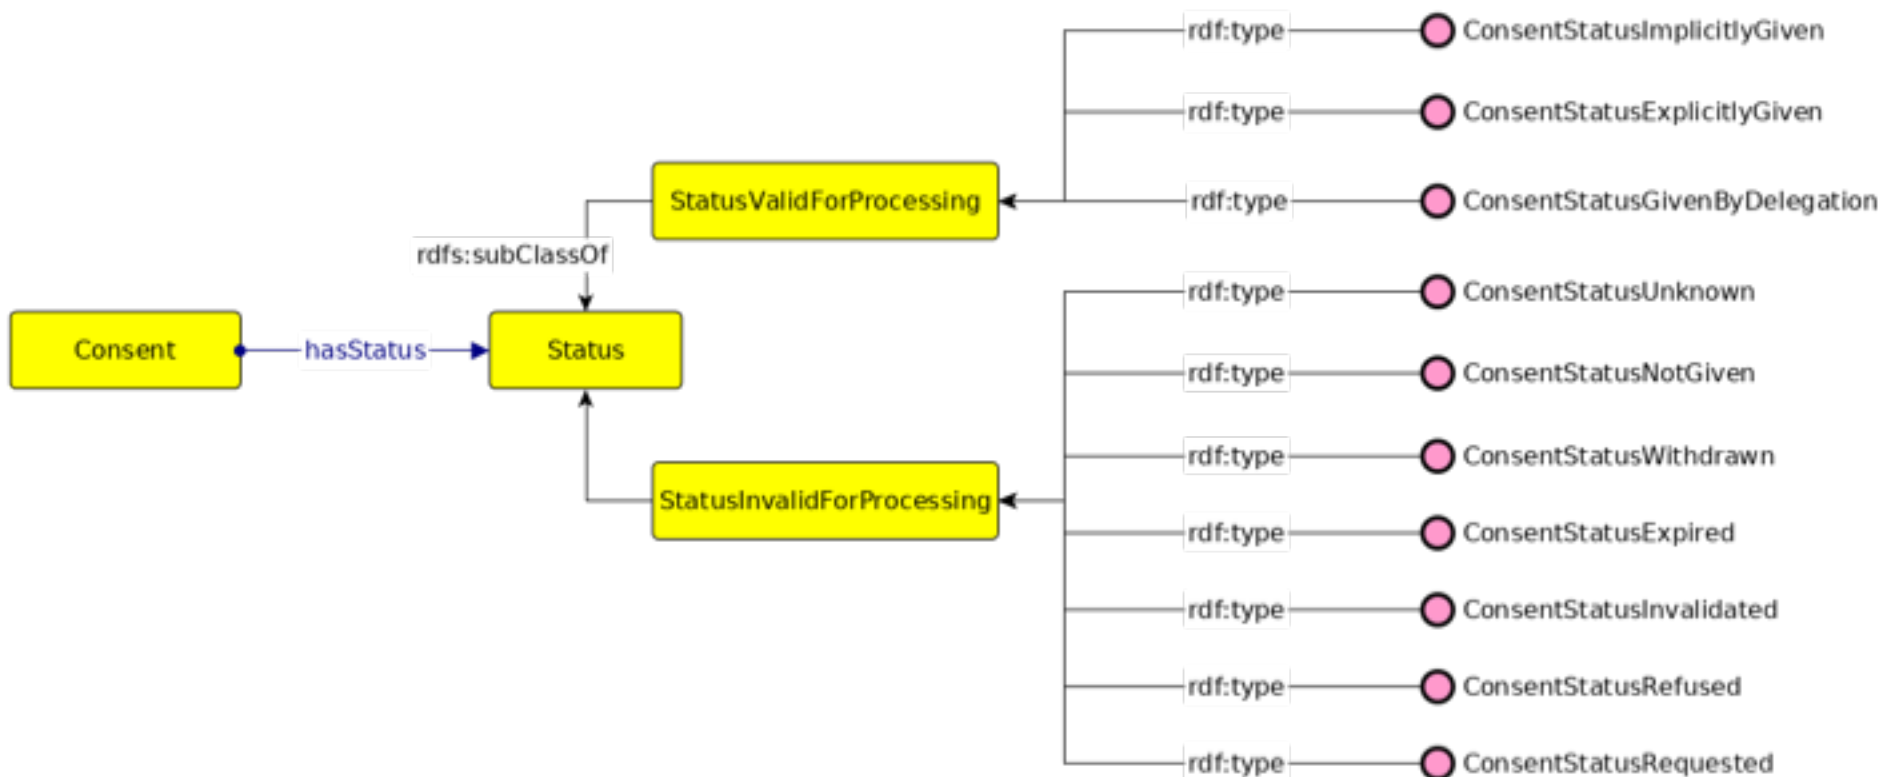 rdf:type ConsentStatusImplicitlyGiven
rdf:type ConsentStatusExplicitlyGiven
StatusValidForProcessing rdf:type ConsentStatusGivenByDelegation
rdfs:subClassOf
rdf:type ConsentStatusUnknown
Consent hasStatus Status
rdf:type ConsentStatusNotGiven
rdf:type ConsentStatusWithdrawn
StatusInvalidForProcessing
rdf:type ConsentStatusExpired
rdf:type ConsentStatusInvalidated
rdf:type ConsentStatusRefused
rdf:type ConsentStatusRequested